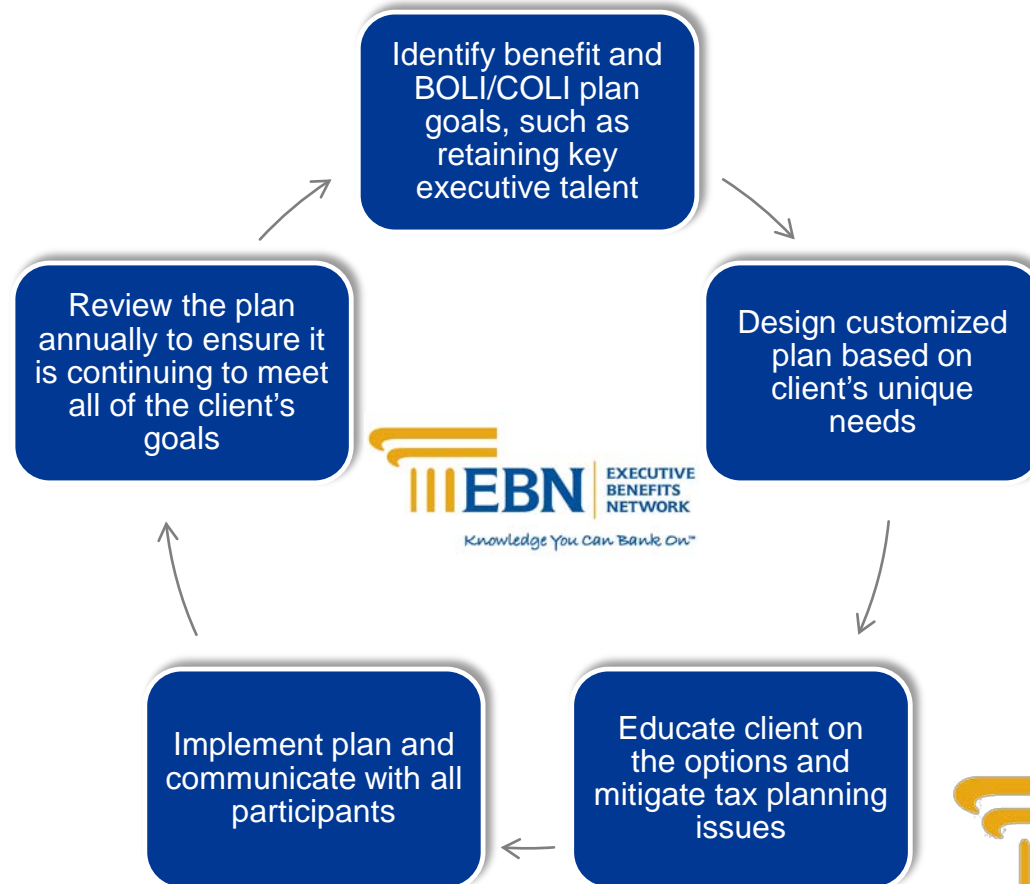 Identify benefit and
BOLI/COLI plan
goals, such as
retaining key
executive talent
Design customized
plan based on
client's unique
needs
Educate client on
the options and
mitigate tax planning
issues
Implement plan and
communicate with all
participants
Review the plan
annually to ensure it
is continuing to meet
all of the client's
goals
EBN
EXECUTIVE
BENEFITS
NETWORK
Knowledge You Can Bank On™